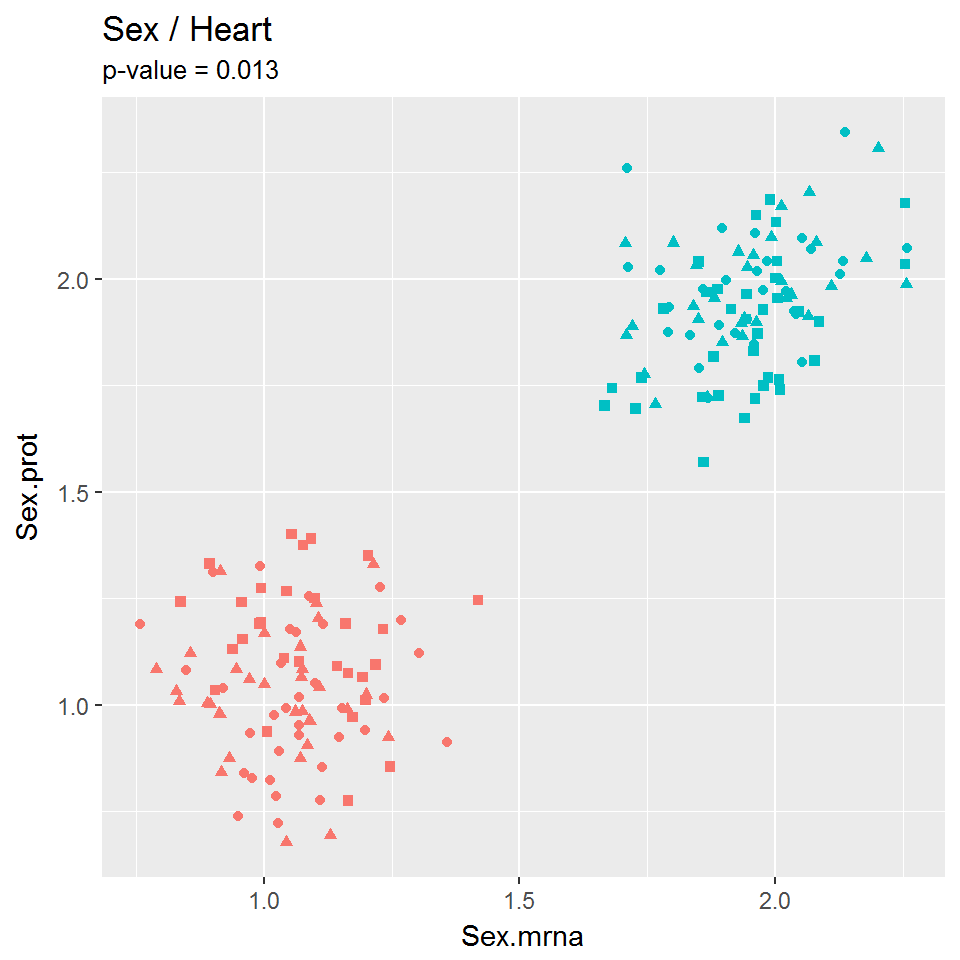 Sex / Heart
p-value = 0.013
Sex.prot
2.0
1.5
1.0
1.0 1.5 2.0
Sex.mrna